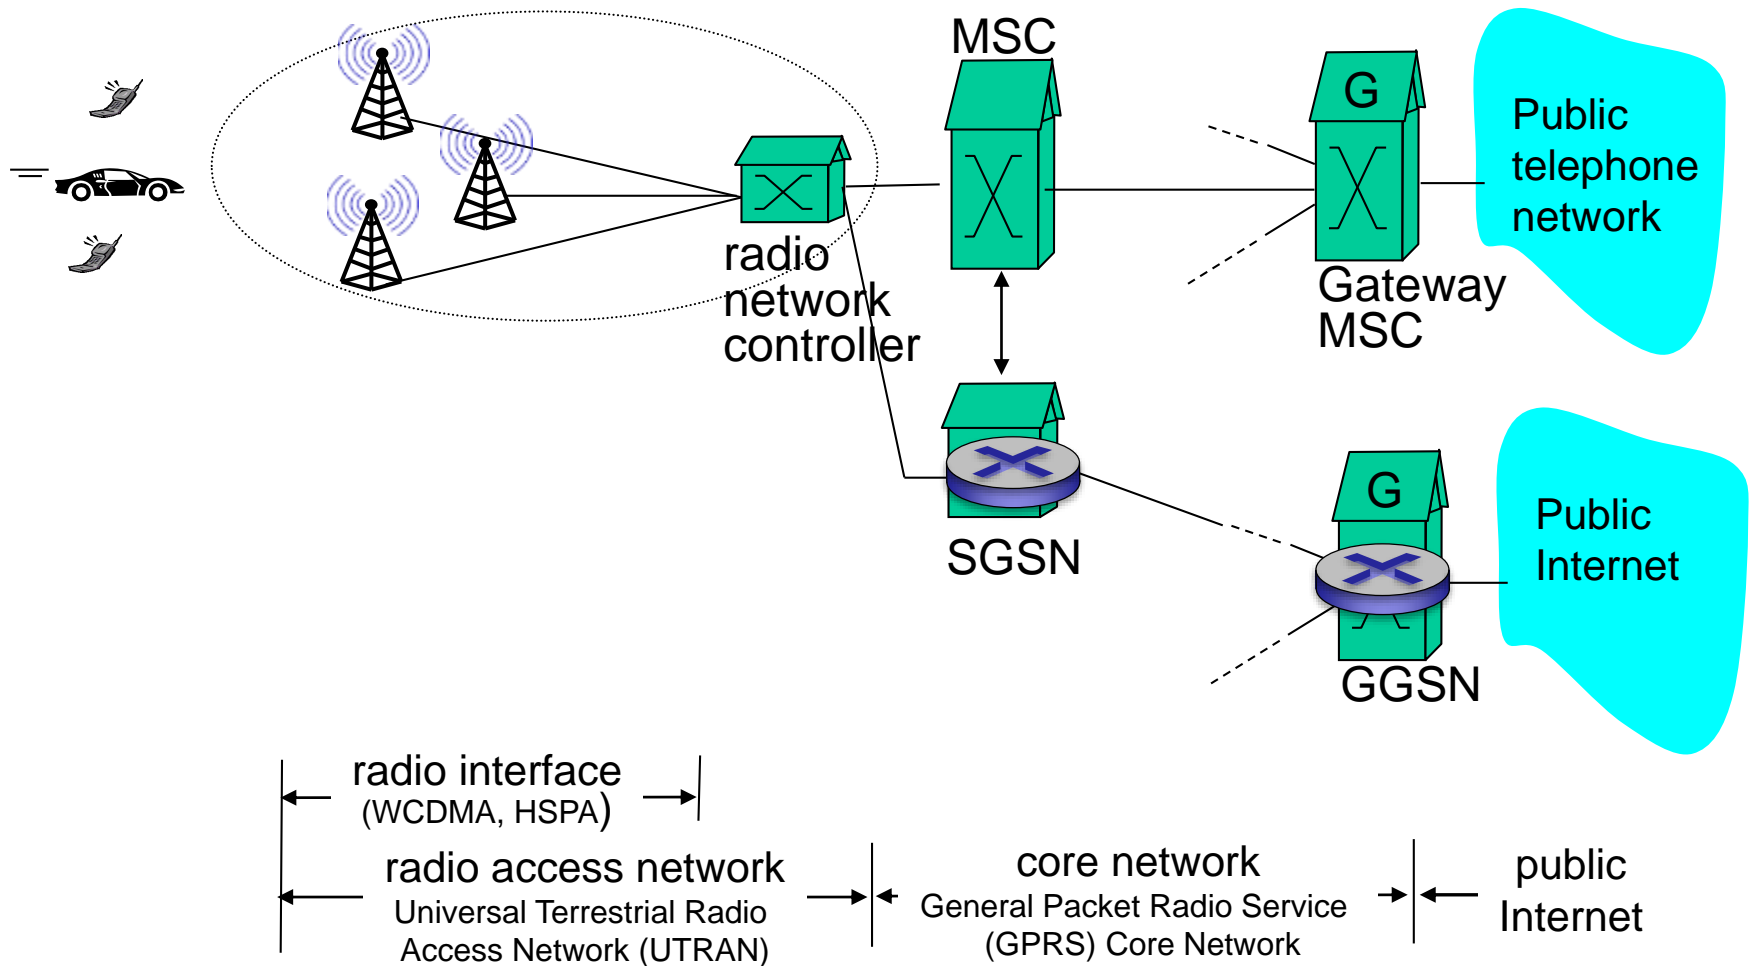 MSC
G
Public
telephone
network
radio
network
controller
Gateway
MSC
SGSN
G
Public
Internet
GGSN
radio interface
(WCDMA, HSPA)
radio access network
Universal Terrestrial Radio
Access Network (UTRAN)
core network
General Packet Radio Service
(GPRS) Core Network
public
Internet